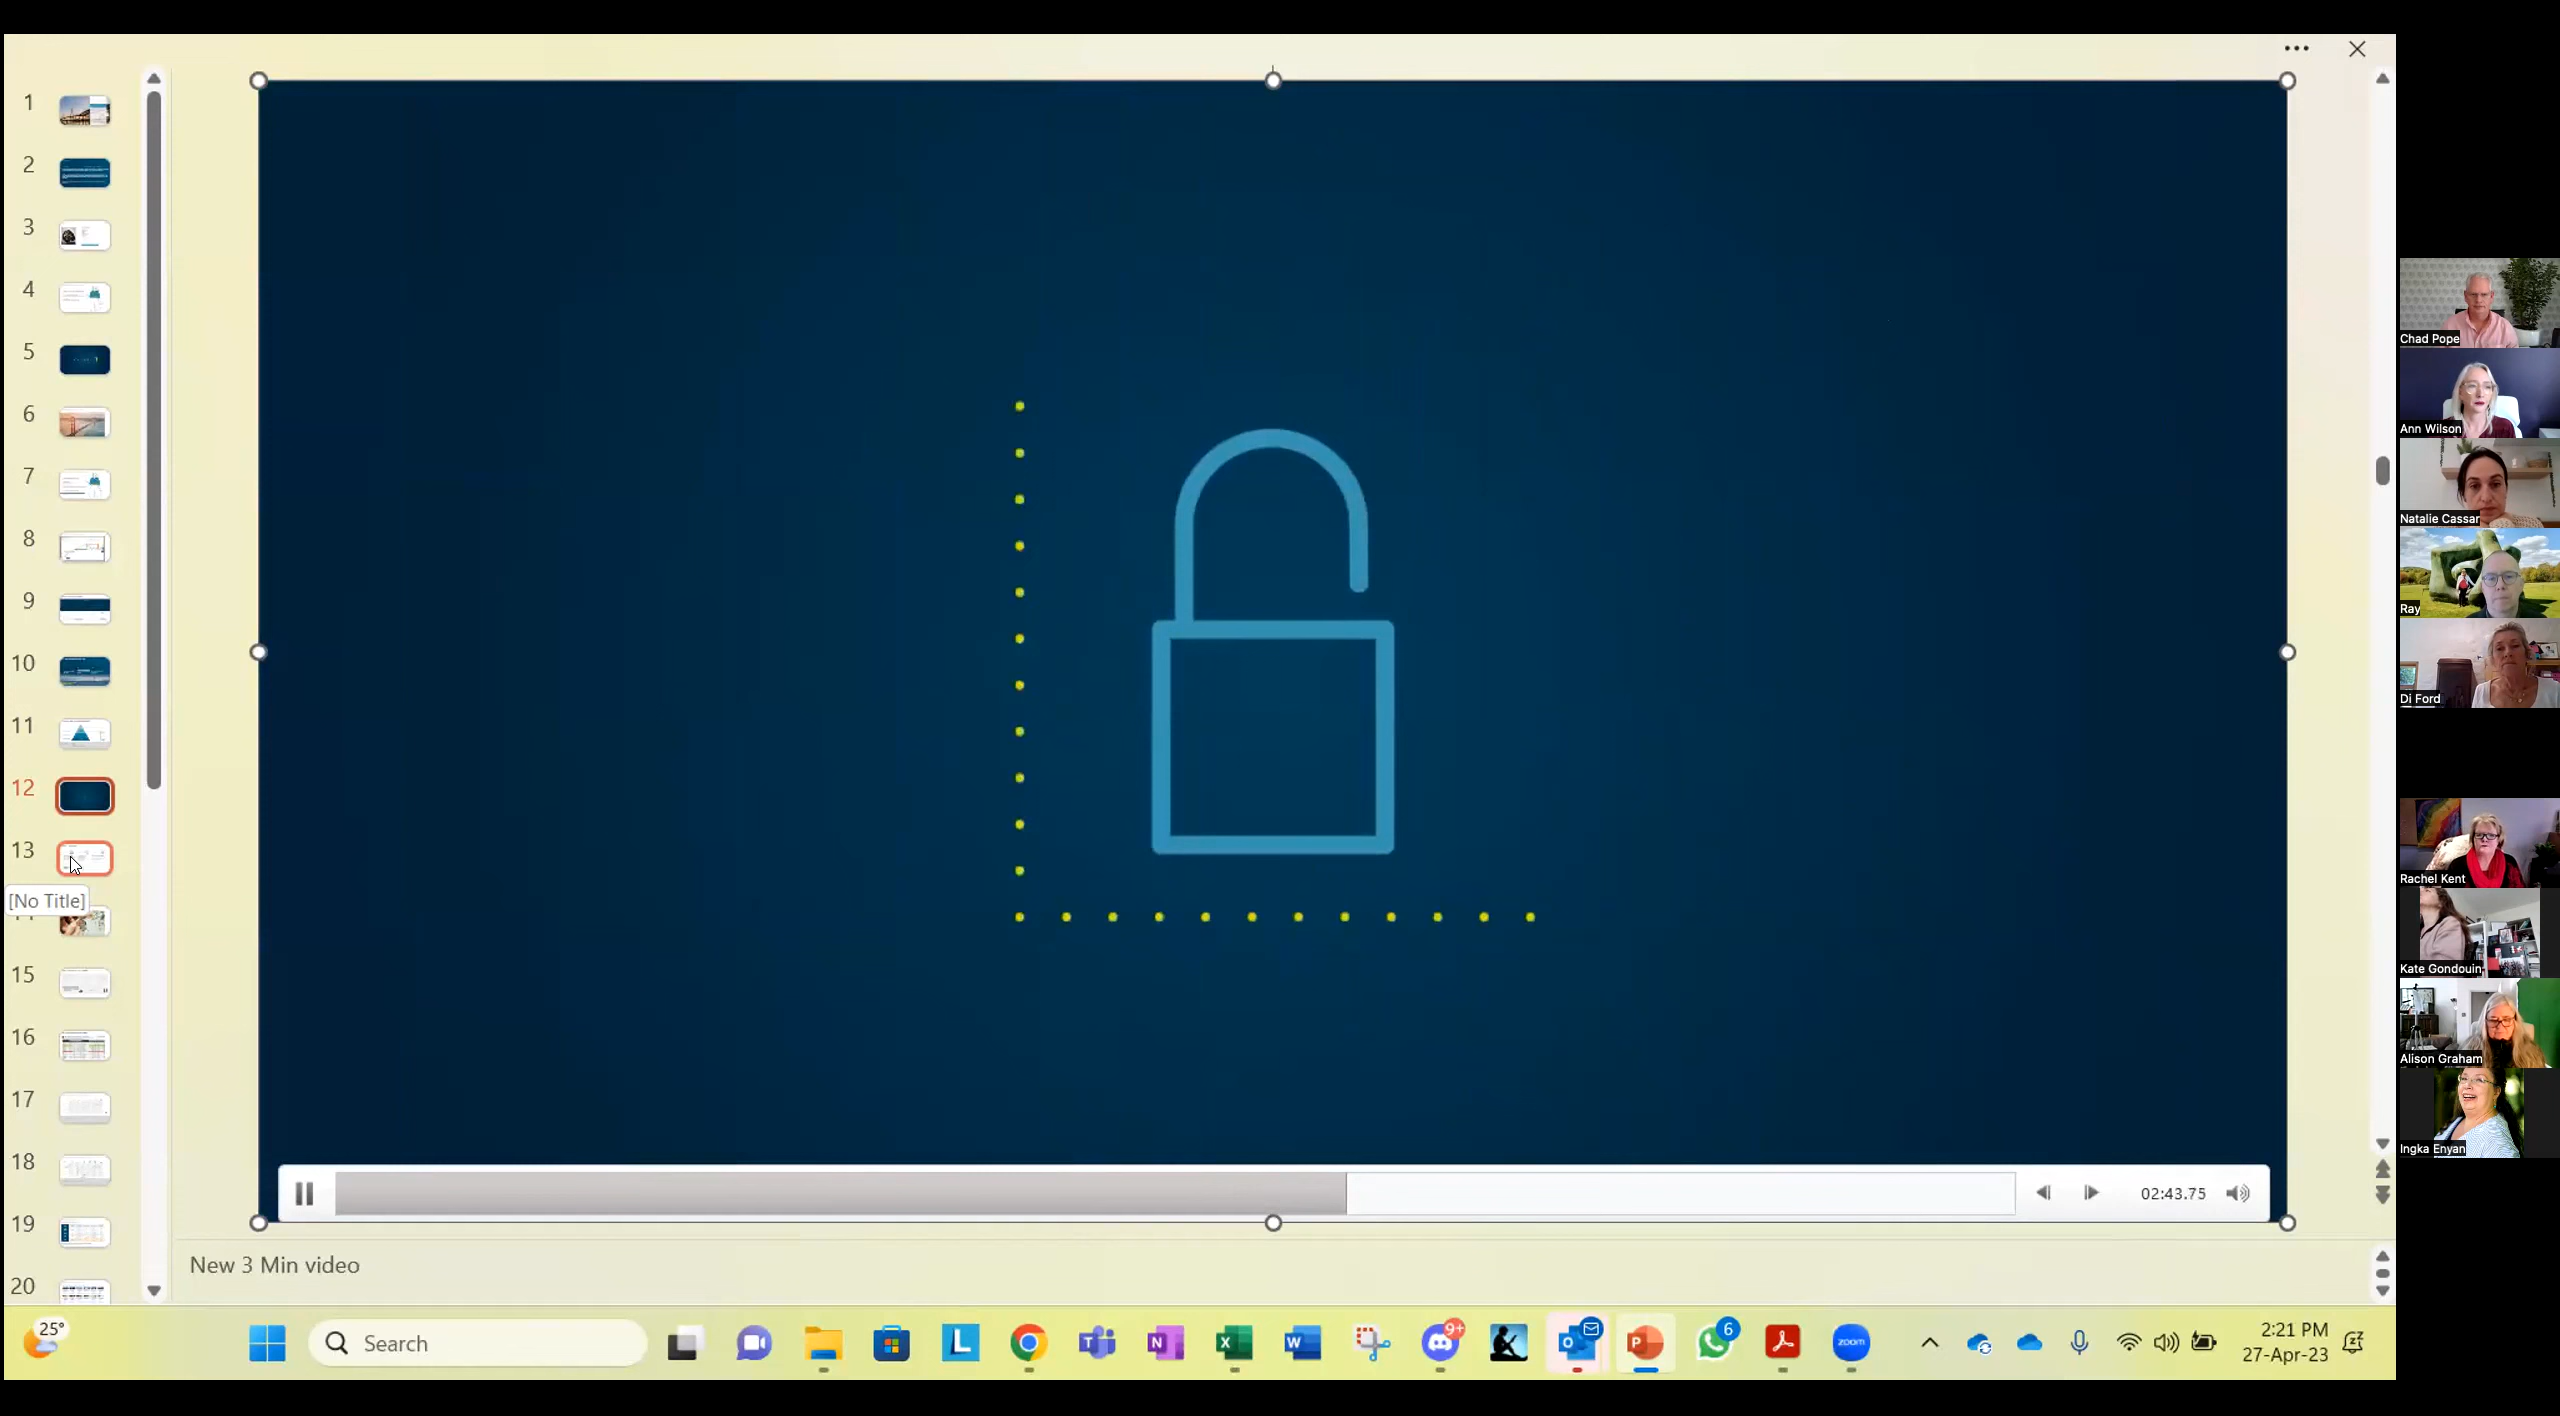 1
2
3
4
5
6
7
8
9
10
11
12
13
[No Title]
15
16
17
18
19
20
02:43.75
New 3 Min video
25°
Search
L
T
N
X
W
9+
O
P
6
zoom
2:21 PM
27-Apr-23
Chad Pope
Ann Wilson
Natalie Cassar
Ray
Di Ford
Rachel Kent
Kate Gondouin
Alison Graham
Ingka Enyan